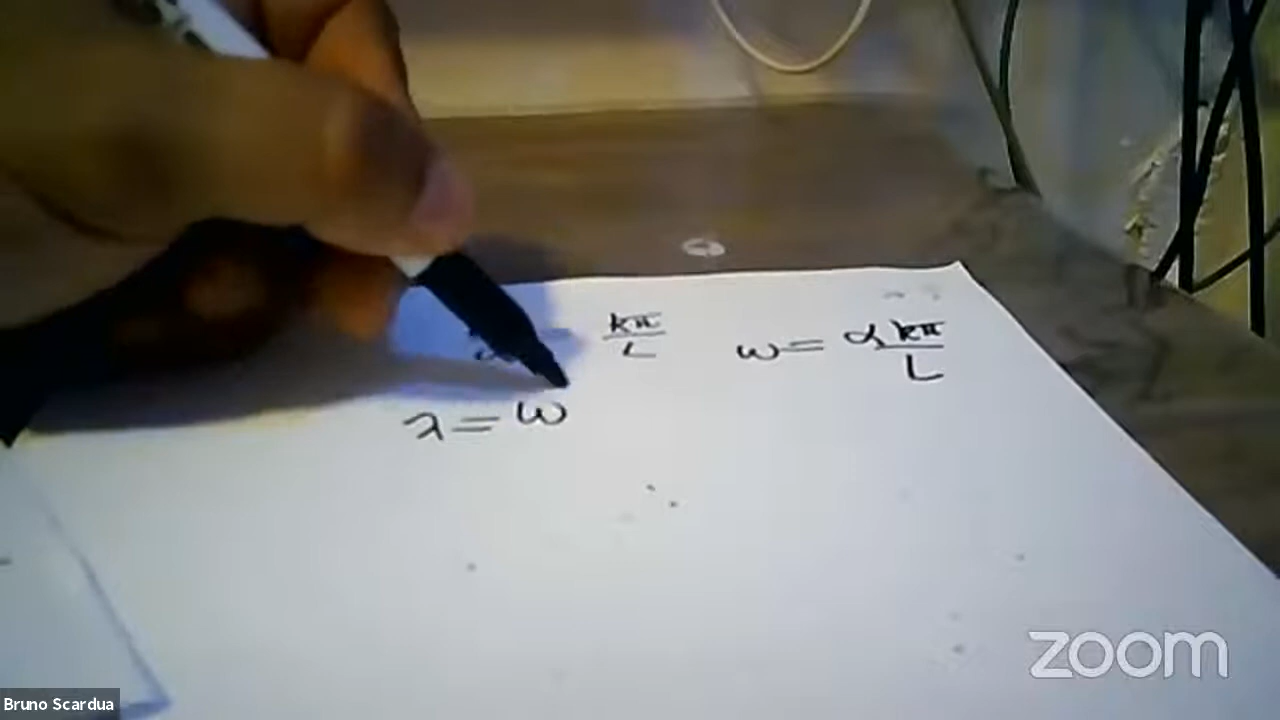 kπ/L ω = αkπ/L
λ = ω
zoom
Bruno Scardua